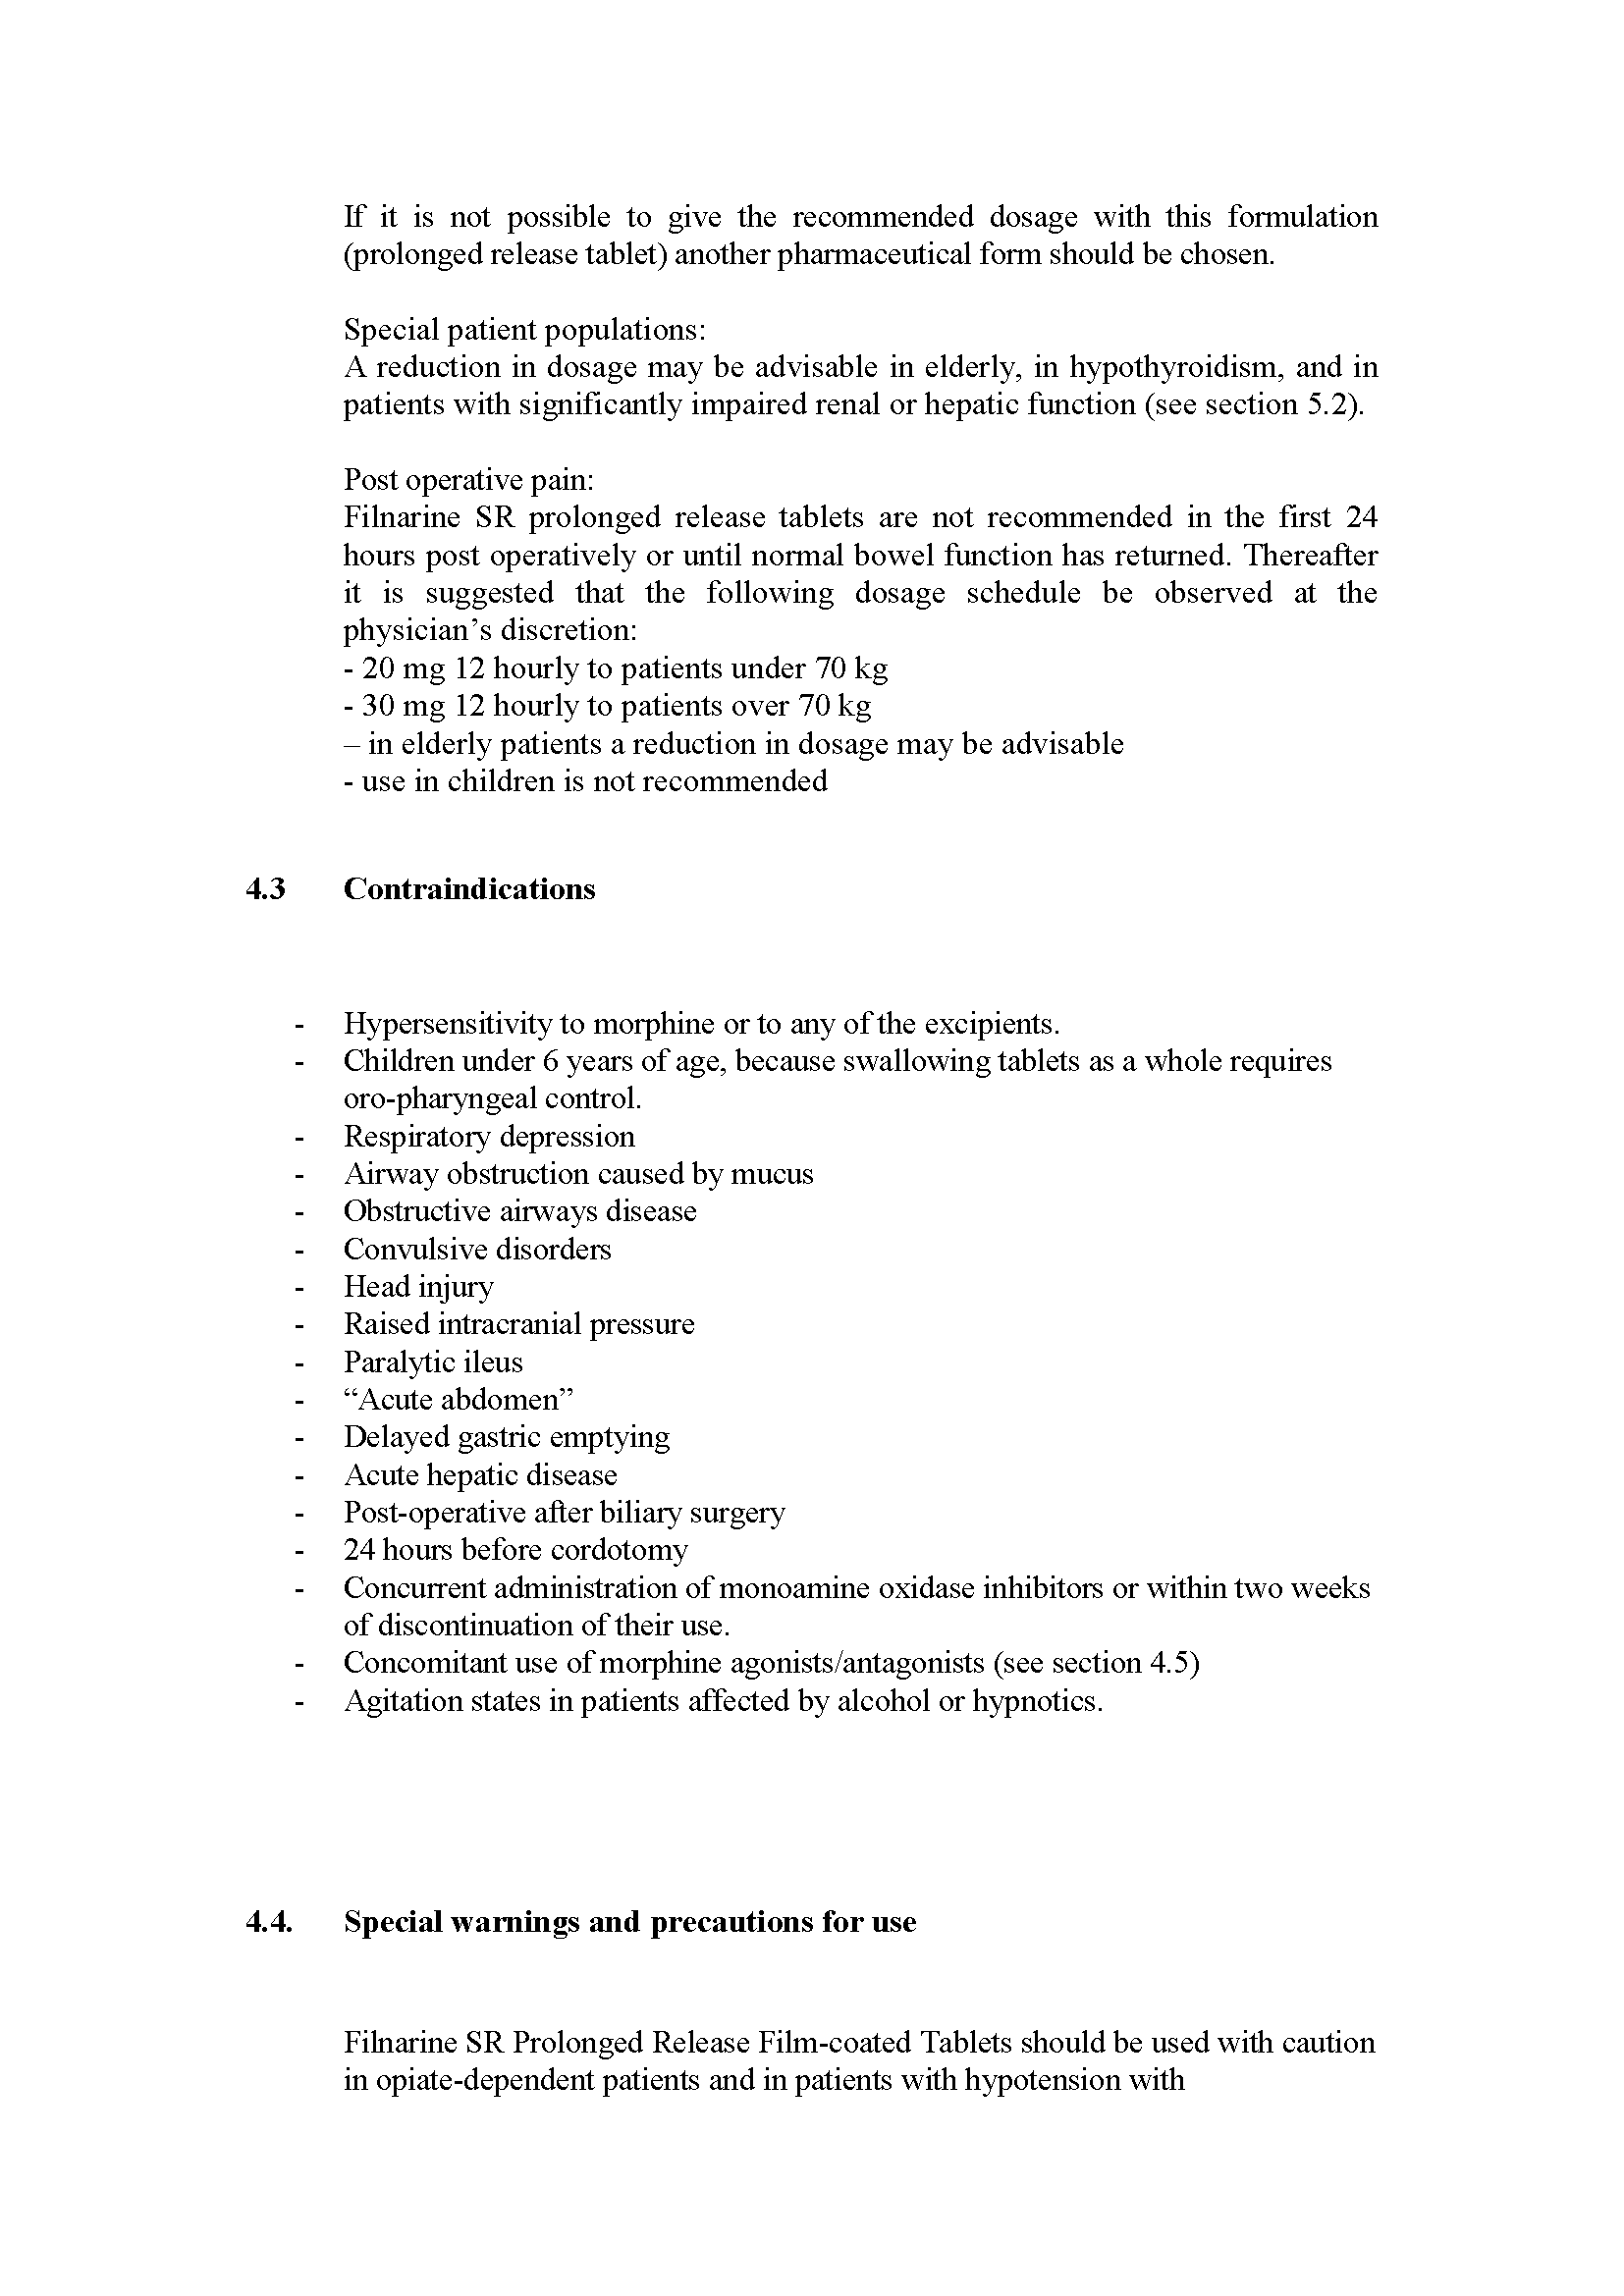 If it is not possible to give the recommended dosage with this formulation
(prolonged release tablet) another pharmaceutical form should be chosen.
Special patient populations:
A reduction in dosage may be advisable in elderly, in hypothyroidism, and in
patients with significantly impaired renal or hepatic function (see section 5.2).
Post operative pain:
Filnarine SR prolonged release tablets are not recommended in the first 24
hours post operatively or until normal bowel function has returned. Thereafter
it is suggested that the following dosage schedule be observed at the
physician’s discretion:
- 20 mg 12 hourly to patients under 70 kg
- 30 mg 12 hourly to patients over 70 kg
– in elderly patients a reduction in dosage may be advisable
- use in children is not recommended
4.3 Contraindications
- Hypersensitivity to morphine or to any of the excipients.
- Children under 6 years of age, because swallowing tablets as a whole requires
oro-pharyngeal control.
- Respiratory depression
- Airway obstruction caused by mucus
- Obstructive airways disease
- Convulsive disorders
- Head injury
- Raised intracranial pressure
- Paralytic ileus
- “Acute abdomen”
- Delayed gastric emptying
- Acute hepatic disease
- Post-operative after biliary surgery
- 24 hours before cordotomy
- Concurrent administration of monoamine oxidase inhibitors or within two weeks
of discontinuation of their use.
- Concomitant use of morphine agonists/antagonists (see section 4.5)
- Agitation states in patients affected by alcohol or hypnotics.
4.4. Special warnings and precautions for use
Filnarine SR Prolonged Release Film-coated Tablets should be used with caution
in opiate-dependent patients and in patients with hypotension with